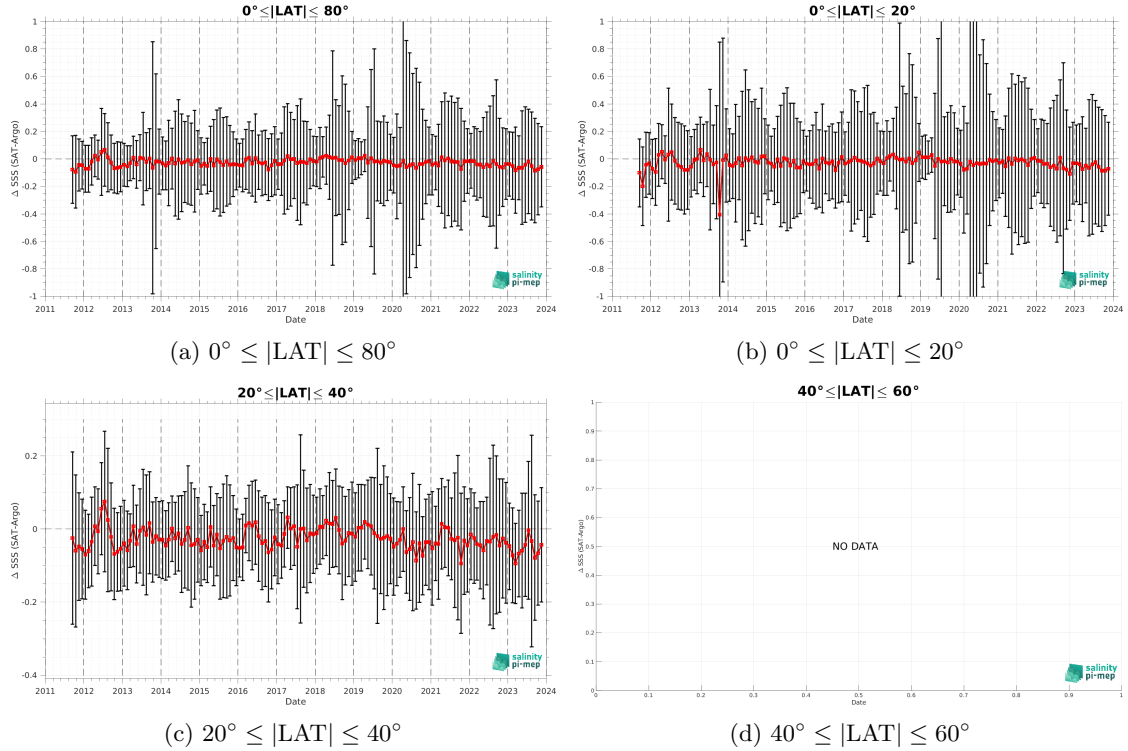 0°≤|LAT|≤ 80°
Δ SSS (SAT-Argo)
1
0.8
0.6
0.4
0.2
0
-0.2
-0.4
-0.6
-0.8
-1
2011 2012 2013 2014 2015 2016 2017 2018 2019 2020 2021 2022 2023 2024
Date
salinity
pi-mep
(a) 0° ≤ |LAT| ≤ 80°
0°≤|LAT|≤ 20°
Δ SSS (SAT-Argo)
1
0.8
0.6
0.4
0.2
0
-0.2
-0.4
-0.6
-0.8
-1
2011 2012 2013 2014 2015 2016 2017 2018 2019 2020 2021 2022 2023 2024
Date
salinity
pi-mep
(b) 0° ≤ |LAT| ≤ 20°
20°≤|LAT|≤ 40°
Δ SSS (SAT-Argo)
0.2
0
-0.2
-0.4
2011 2012 2013 2014 2015 2016 2017 2018 2019 2020 2021 2022 2023 2024
Date
salinity
pi-mep
(c) 20° ≤ |LAT| ≤ 40°
40°≤|LAT|≤ 60°
Δ SSS (SAT-Argo)
1
0.9
0.8
0.7
0.6
0.5
0.4
0.3
0.2
0.1
0
NO DATA
0 0.1 0.2 0.3 0.4 0.5 0.6 0.7 0.8 0.9 1
Date
salinity
pi-mep
(d) 40° ≤ |LAT| ≤ 60°